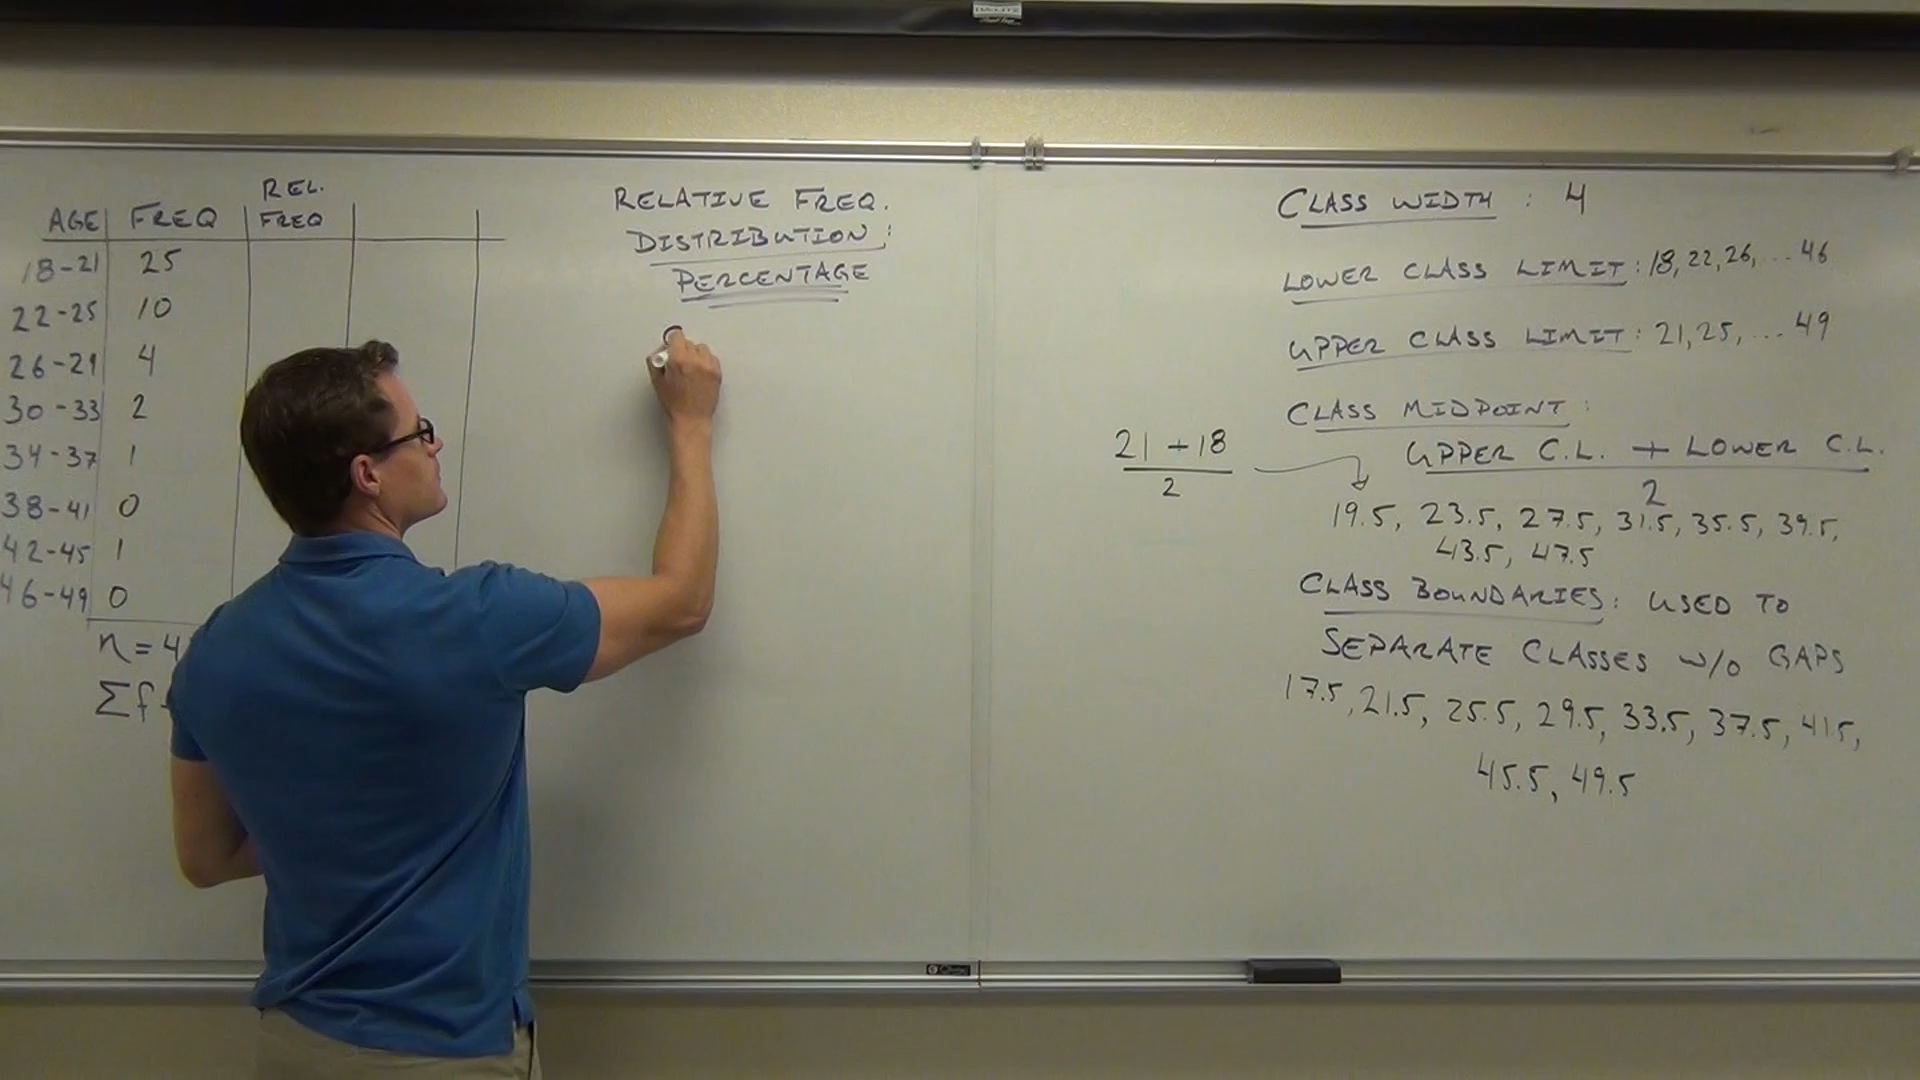 REL.
AGE FREQ FREQ
18-21 25
22-25 10
26-29 4
30-33 2
34-37 1
38-41 0
42-45 1
46-49 0
n = 4
Σf
RELATIVE FREQ.
DISTRIBUTION:
PERCENTAGE
CLASS WIDTH : 4
LOWER CLASS LIMIT: 18, 22, 26, ... 46
UPPER CLASS LIMIT: 21, 25, ... 49
CLASS MIDPOINT:
21 + 18
2
UPPER C.L. + LOWER C.L.
2
19.5, 23.5, 27.5, 31.5, 35.5, 39.5,
43.5, 47.5
CLASS BOUNDARIES: USED TO
SEPARATE CLASSES W/O GAPS
17.5, 21.5, 25.5, 29.5, 33.5, 37.5, 41.5,
45.5, 49.5